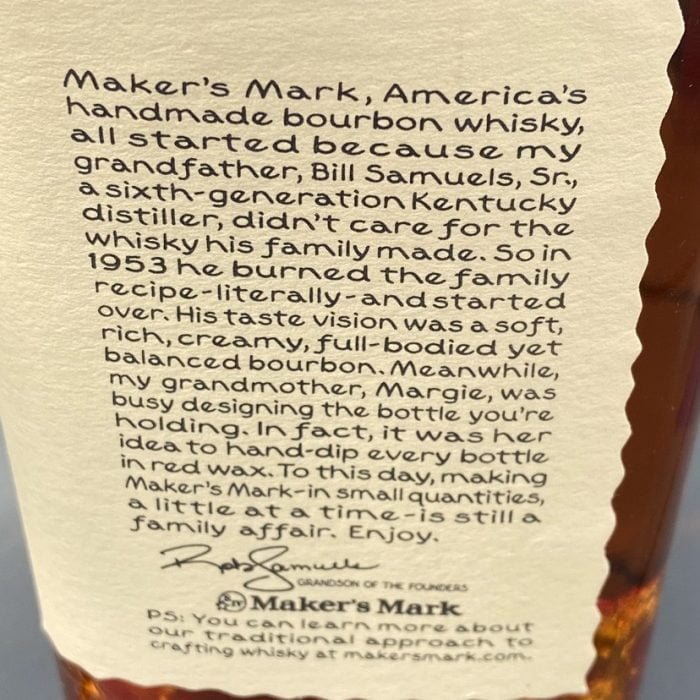 Maker's Mark, America's
handmade bourbon whisky,
all started because my
grandfather, Bill Samuels, Sr.,
a sixth-generation Kentucky
distiller, didn't care for the
whisky his family made. So in
1953 he burned the family
recipe-literally-and started
over. His taste vision was a soft,
rich, creamy, full-bodied yet
balanced bourbon. Meanwhile,
my grandmother, Margie, was
busy designing the bottle you're
holding. In fact, it was her
idea to hand-dip every bottle
in red wax. To this day, making
Maker's Mark-in small quantities,
a little at a time-is still a
family affair. Enjoy.
Rob Samuels
GRANDSON OF THE FOUNDERS
SIV Maker's Mark
PS: You can learn more about
our traditional approach to
crafting whisky at makersmark.com.